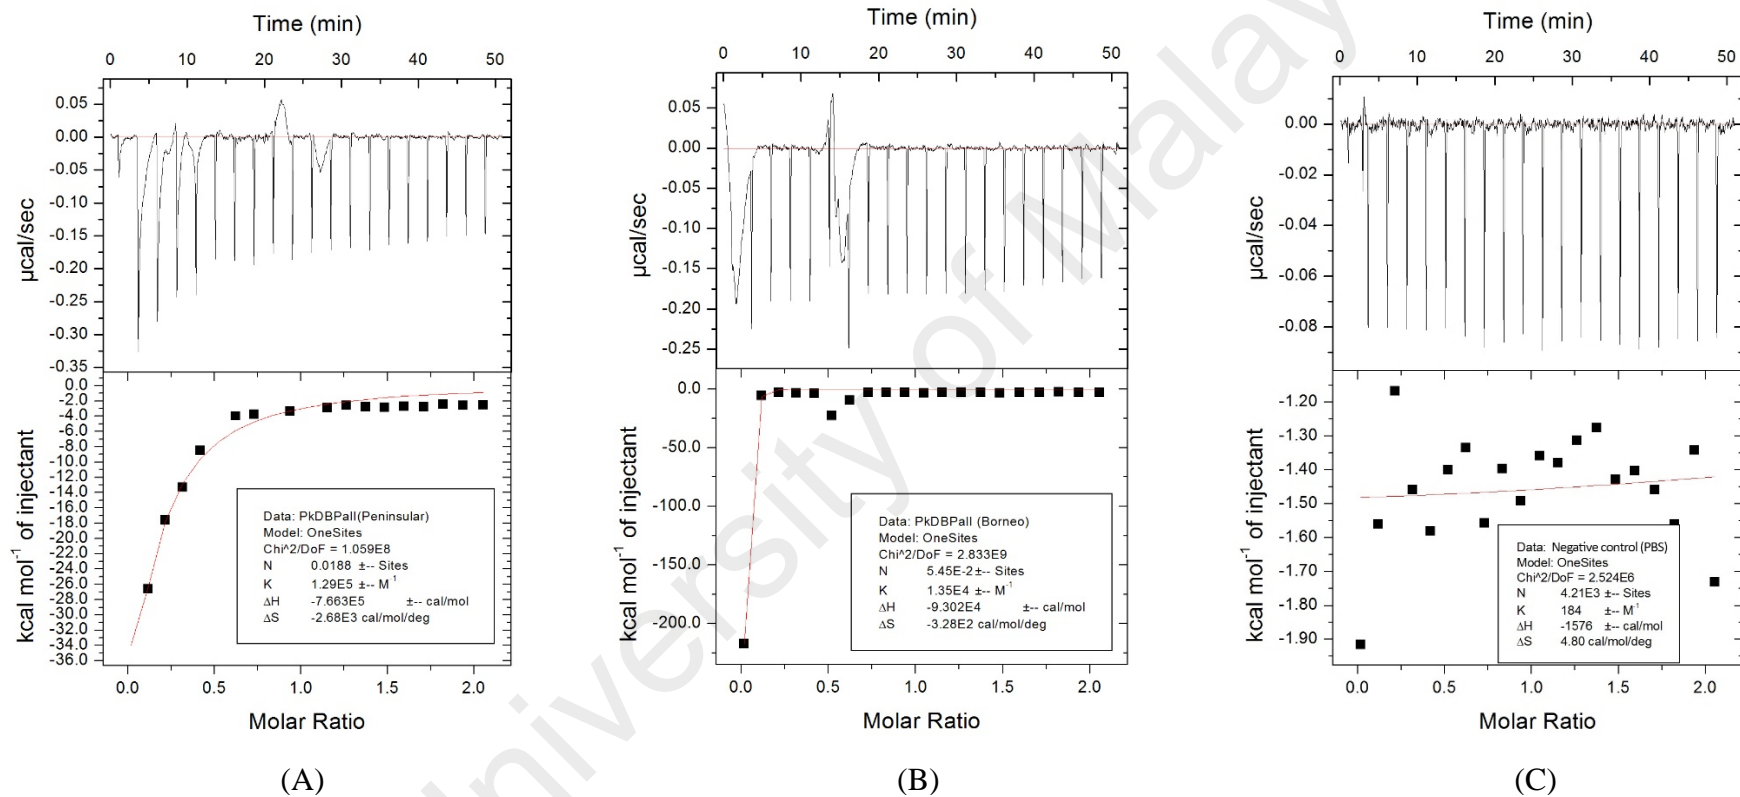 Time (min)
0 10 20 30 40 50
0.05
0.00
-0.05
-0.10
-0.15
-0.20
-0.25
-0.30
-0.35
µcal/sec
0.0
-2.0
-4.0
-6.0
-8.0
-10.0
-12.0
-14.0
-16.0
-18.0
-20.0
-22.0
-24.0
-26.0
-28.0
-30.0
-32.0
-34.0
-36.0
kcal mol⁻¹ of injectant
Data: PkDBPaII(Peninsular)
Model: OneSites
Chi^2/DoF = 1.059E8
N 0.0188 ±-- Sites
K 1.29E5 ±-- M⁻¹
ΔH -7.663E5 ±-- cal/mol
ΔS -2.68E3 cal/mol/deg
0.0 0.5 1.0 1.5 2.0
Molar Ratio
(A)
Time (min)
0 10 20 30 40 50
0.05
0.00
-0.05
-0.10
-0.15
-0.20
-0.25
µcal/sec
0.0
-50.0
-100.0
-150.0
-200.0
kcal mol⁻¹ of injectant
Data: PkDBPaII (Borneo)
Model: OneSites
Chi^2/DoF = 2.833E9
N 5.45E-2 ±-- Sites
K 1.35E4 ±-- M⁻¹
ΔH -9.302E4 ±-- cal/mol
ΔS -3.28E2 cal/mol/deg
0.0 0.5 1.0 1.5 2.0
Molar Ratio
(B)
Time (min)
0 10 20 30 40 50
0.00
-0.02
-0.04
-0.06
-0.08
µcal/sec
-1.20
-1.30
-1.40
-1.50
-1.60
-1.70
-1.80
-1.90
kcal mol⁻¹ of injectant
Data: Negative control (PBS)
Model: OneSites
Chi^2/DoF = 2.524E6
N 4.21E3 ±-- Sites
K 184 ±-- M⁻¹
ΔH -1576 ±-- cal/mol
ΔS 4.80 cal/mol/deg
0.0 0.5 1.0 1.5 2.0
Molar Ratio
(C)
University of Malay